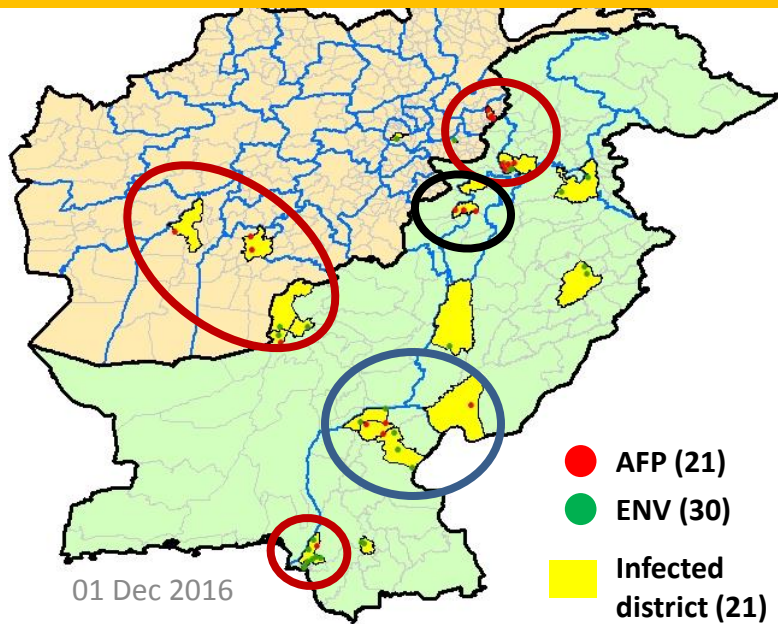 AFP (21)
ENV (30)
Infected
district (21)
01 Dec 2016